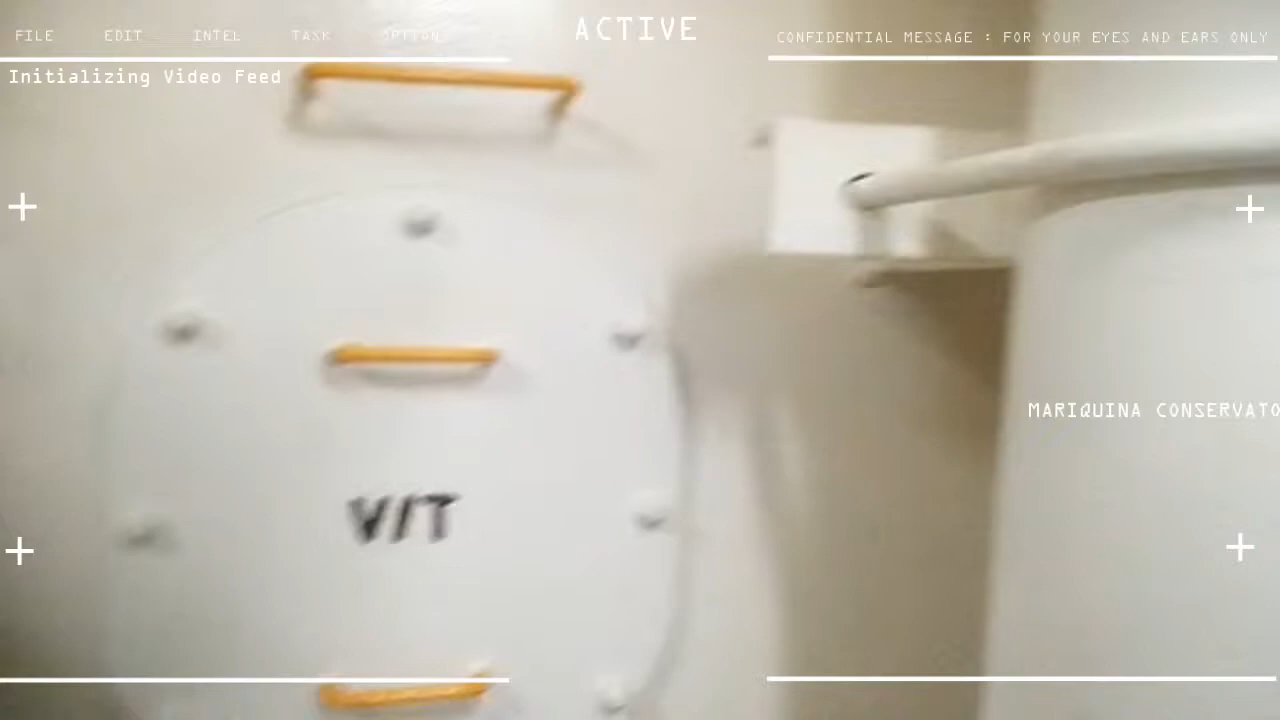 FILE EDIT INTEL TASK OPTION
ACTIVE
CONFIDENTIAL MESSAGE : FOR YOUR EYES AND EARS ONLY
Initializing Video Feed
MARIQUINA CONSERVATO
V/T